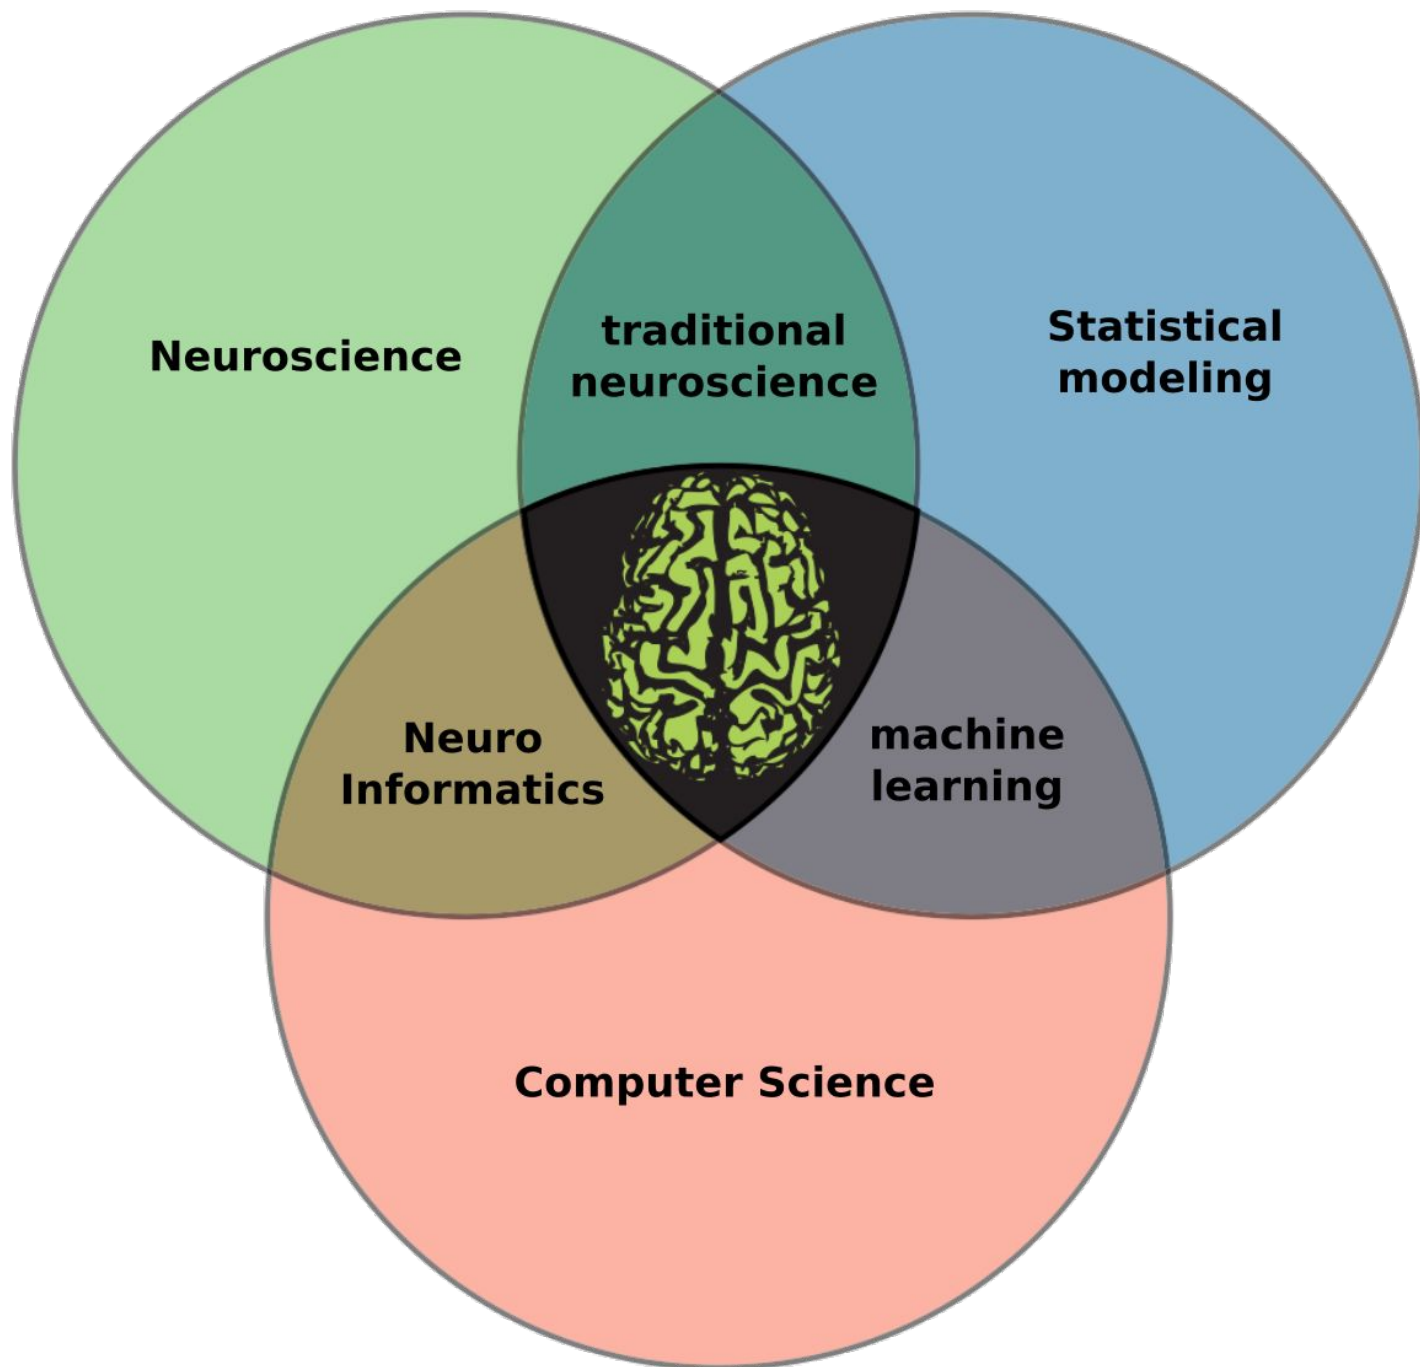 Neuroscience
traditional
neuroscience
Statistical
modeling
Neuro
Informatics
machine
learning
Computer Science